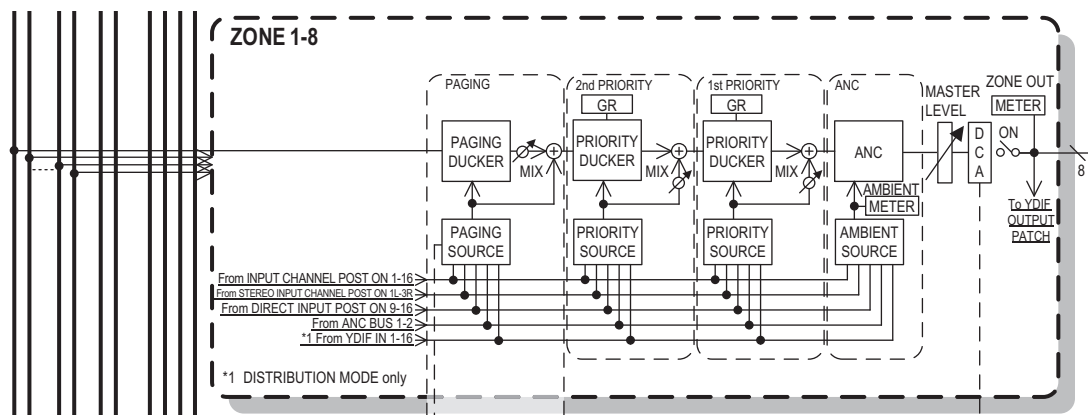 ZONE 1-8
PAGING
2nd PRIORITY
1st PRIORITY
ANC
MASTER
LEVEL
ZONE OUT
GR
GR
METER
PAGING
DUCKER
PRIORITY
DUCKER
PRIORITY
DUCKER
ANC
D
C
A
ON
MIX
MIX
MIX
8
AMBIENT
METER
To YDIF
OUTPUT
PATCH
PAGING
SOURCE
PRIORITY
SOURCE
PRIORITY
SOURCE
AMBIENT
SOURCE
From INPUT CHANNEL POST ON 1-16
From STEREO INPUT CHANNEL POST ON 1L-3R
From DIRECT INPUT POST ON 9-16
From ANC BUS 1-2
*1 From YDIF IN 1-16
*1 DISTRIBUTION MODE only